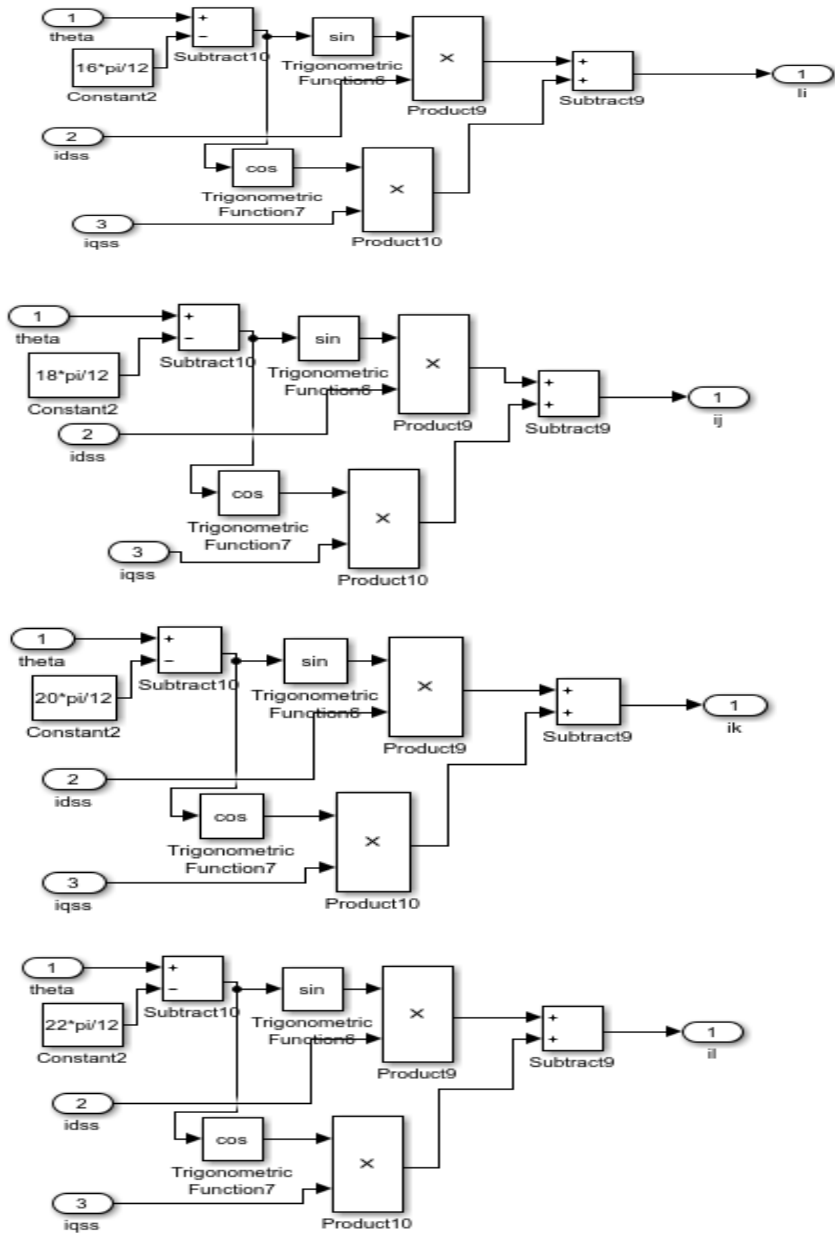 1
theta
+
−
Subtract10
16*pi/12
Constant2
sin
Trigonometric
Function6
×
Product9
+
+
Subtract9
1
Ii
2
idss
cos
Trigonometric
Function7
×
Product10
3
iqss
1
theta
+
−
Subtract10
18*pi/12
Constant2
sin
Trigonometric
Function6
×
Product9
+
+
Subtract9
1
ij
2
idss
cos
Trigonometric
Function7
×
Product10
3
iqss
1
theta
+
−
Subtract10
20*pi/12
Constant2
sin
Trigonometric
Function6
×
Product9
+
+
Subtract9
1
ik
2
idss
cos
Trigonometric
Function7
×
Product10
3
iqss
1
theta
+
−
Subtract10
22*pi/12
Constant2
sin
Trigonometric
Function6
×
Product9
+
+
Subtract9
1
il
2
idss
cos
Trigonometric
Function7
×
Product10
3
iqss